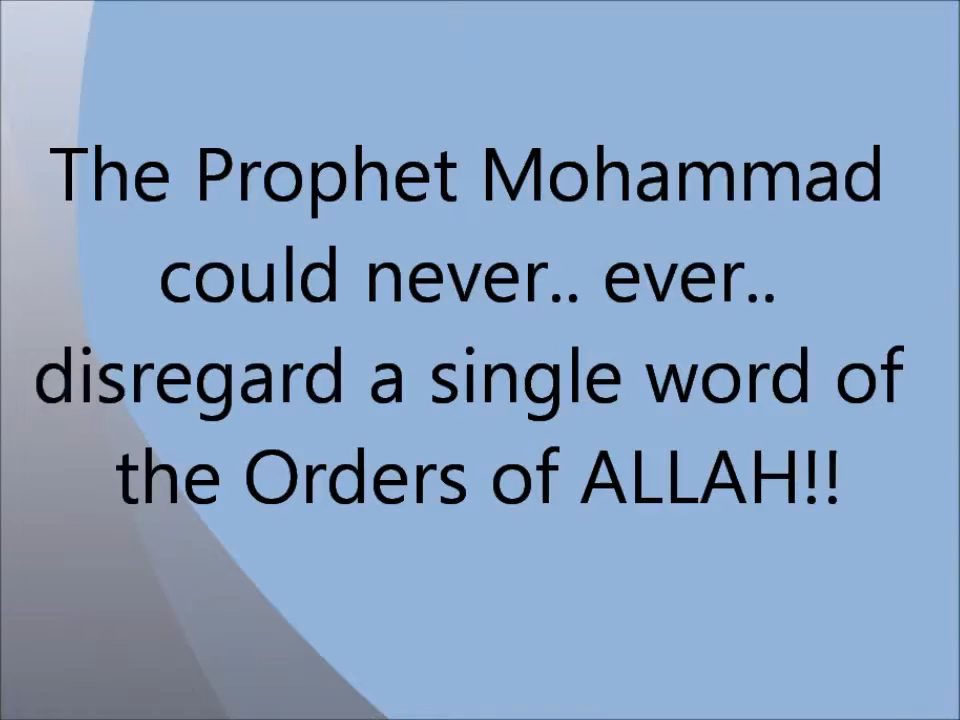 The Prophet Mohammad
could never.. ever..
disregard a single word of
the Orders of ALLAH!!